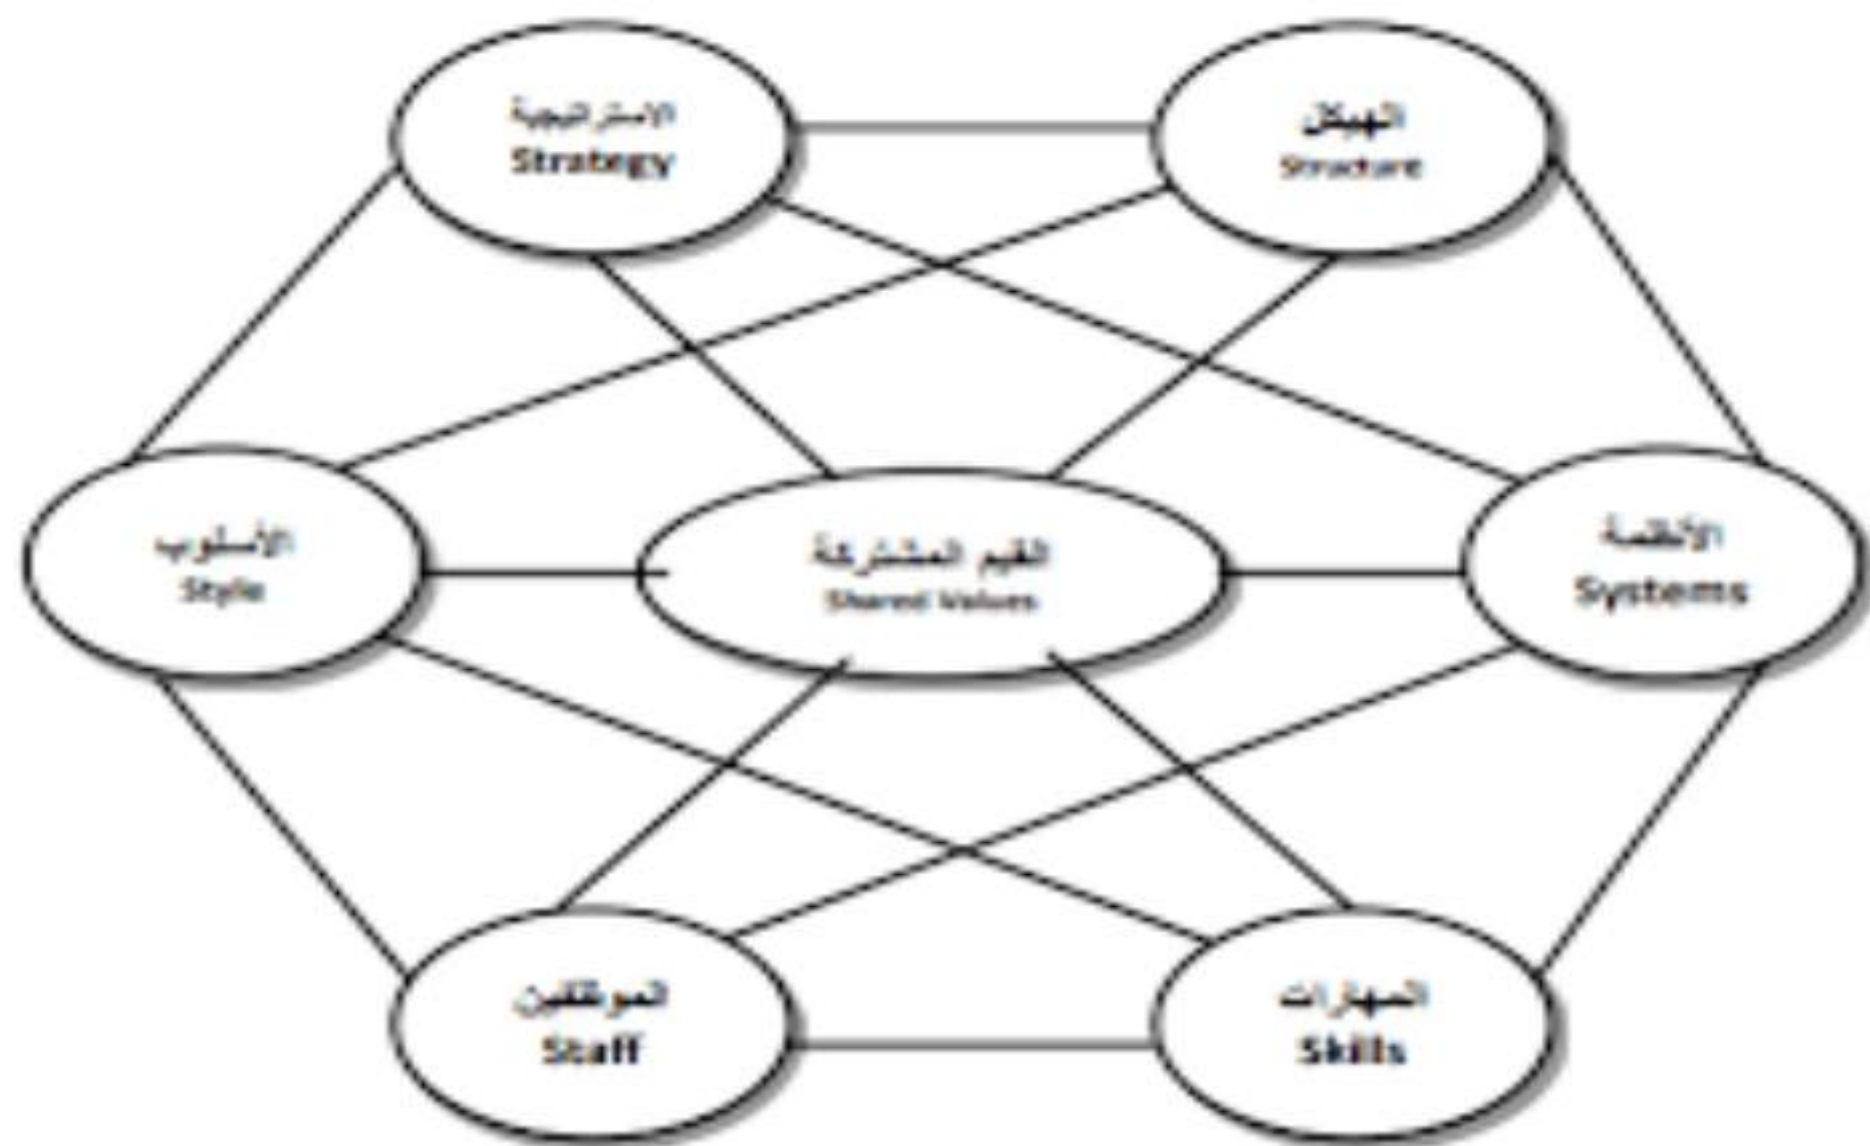 الاستراتيجية
Strategy
الهيكل
Structure
الأسلوب
Style
القيم المشتركة
Shared Values
الأنظمة
Systems
الموظفين
Staff
المهارات
Skills